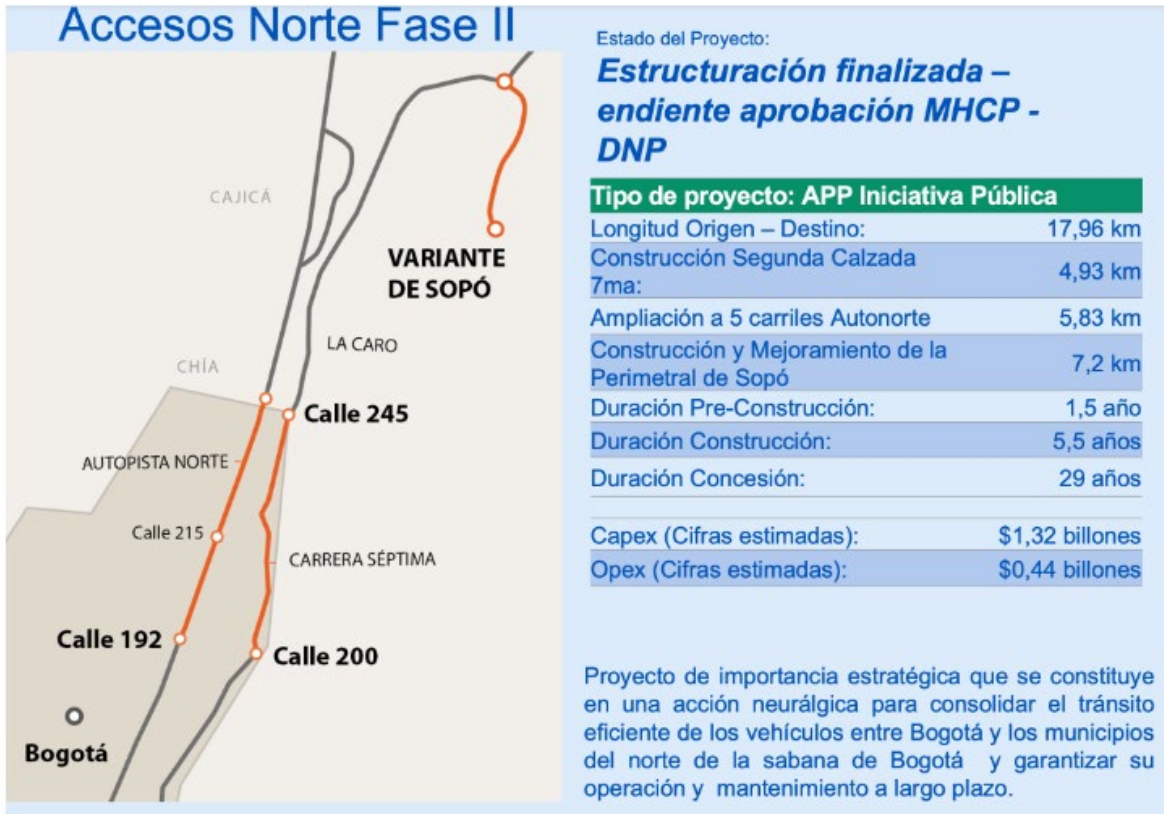 Accesos Norte Fase II
CAJICÁ
VARIANTE
DE SOPÓ
LA CARO
CHÍA
Calle 245
AUTOPISTA NORTE
Calle 215
CARRERA SÉPTIMA
Calle 192
Calle 200
Bogotá
Estado del Proyecto:
Estructuración finalizada –
endiente aprobación MHCP -
DNP
Tipo de proyecto: APP Iniciativa Pública
Longitud Origen – Destino: 17,96 km
Construcción Segunda Calzada
7ma: 4,93 km
Ampliación a 5 carriles Autonorte 5,83 km
Construcción y Mejoramiento de la
Perimetral de Sopó 7,2 km
Duración Pre-Construcción: 1,5 año
Duración Construcción: 5,5 años
Duración Concesión: 29 años
Capex (Cifras estimadas): $1,32 billones
Opex (Cifras estimadas): $0,44 billones
Proyecto de importancia estratégica que se constituye
en una acción neurálgica para consolidar el tránsito
eficiente de los vehículos entre Bogotá y los municipios
del norte de la sabana de Bogotá y garantizar su
operación y mantenimiento a largo plazo.